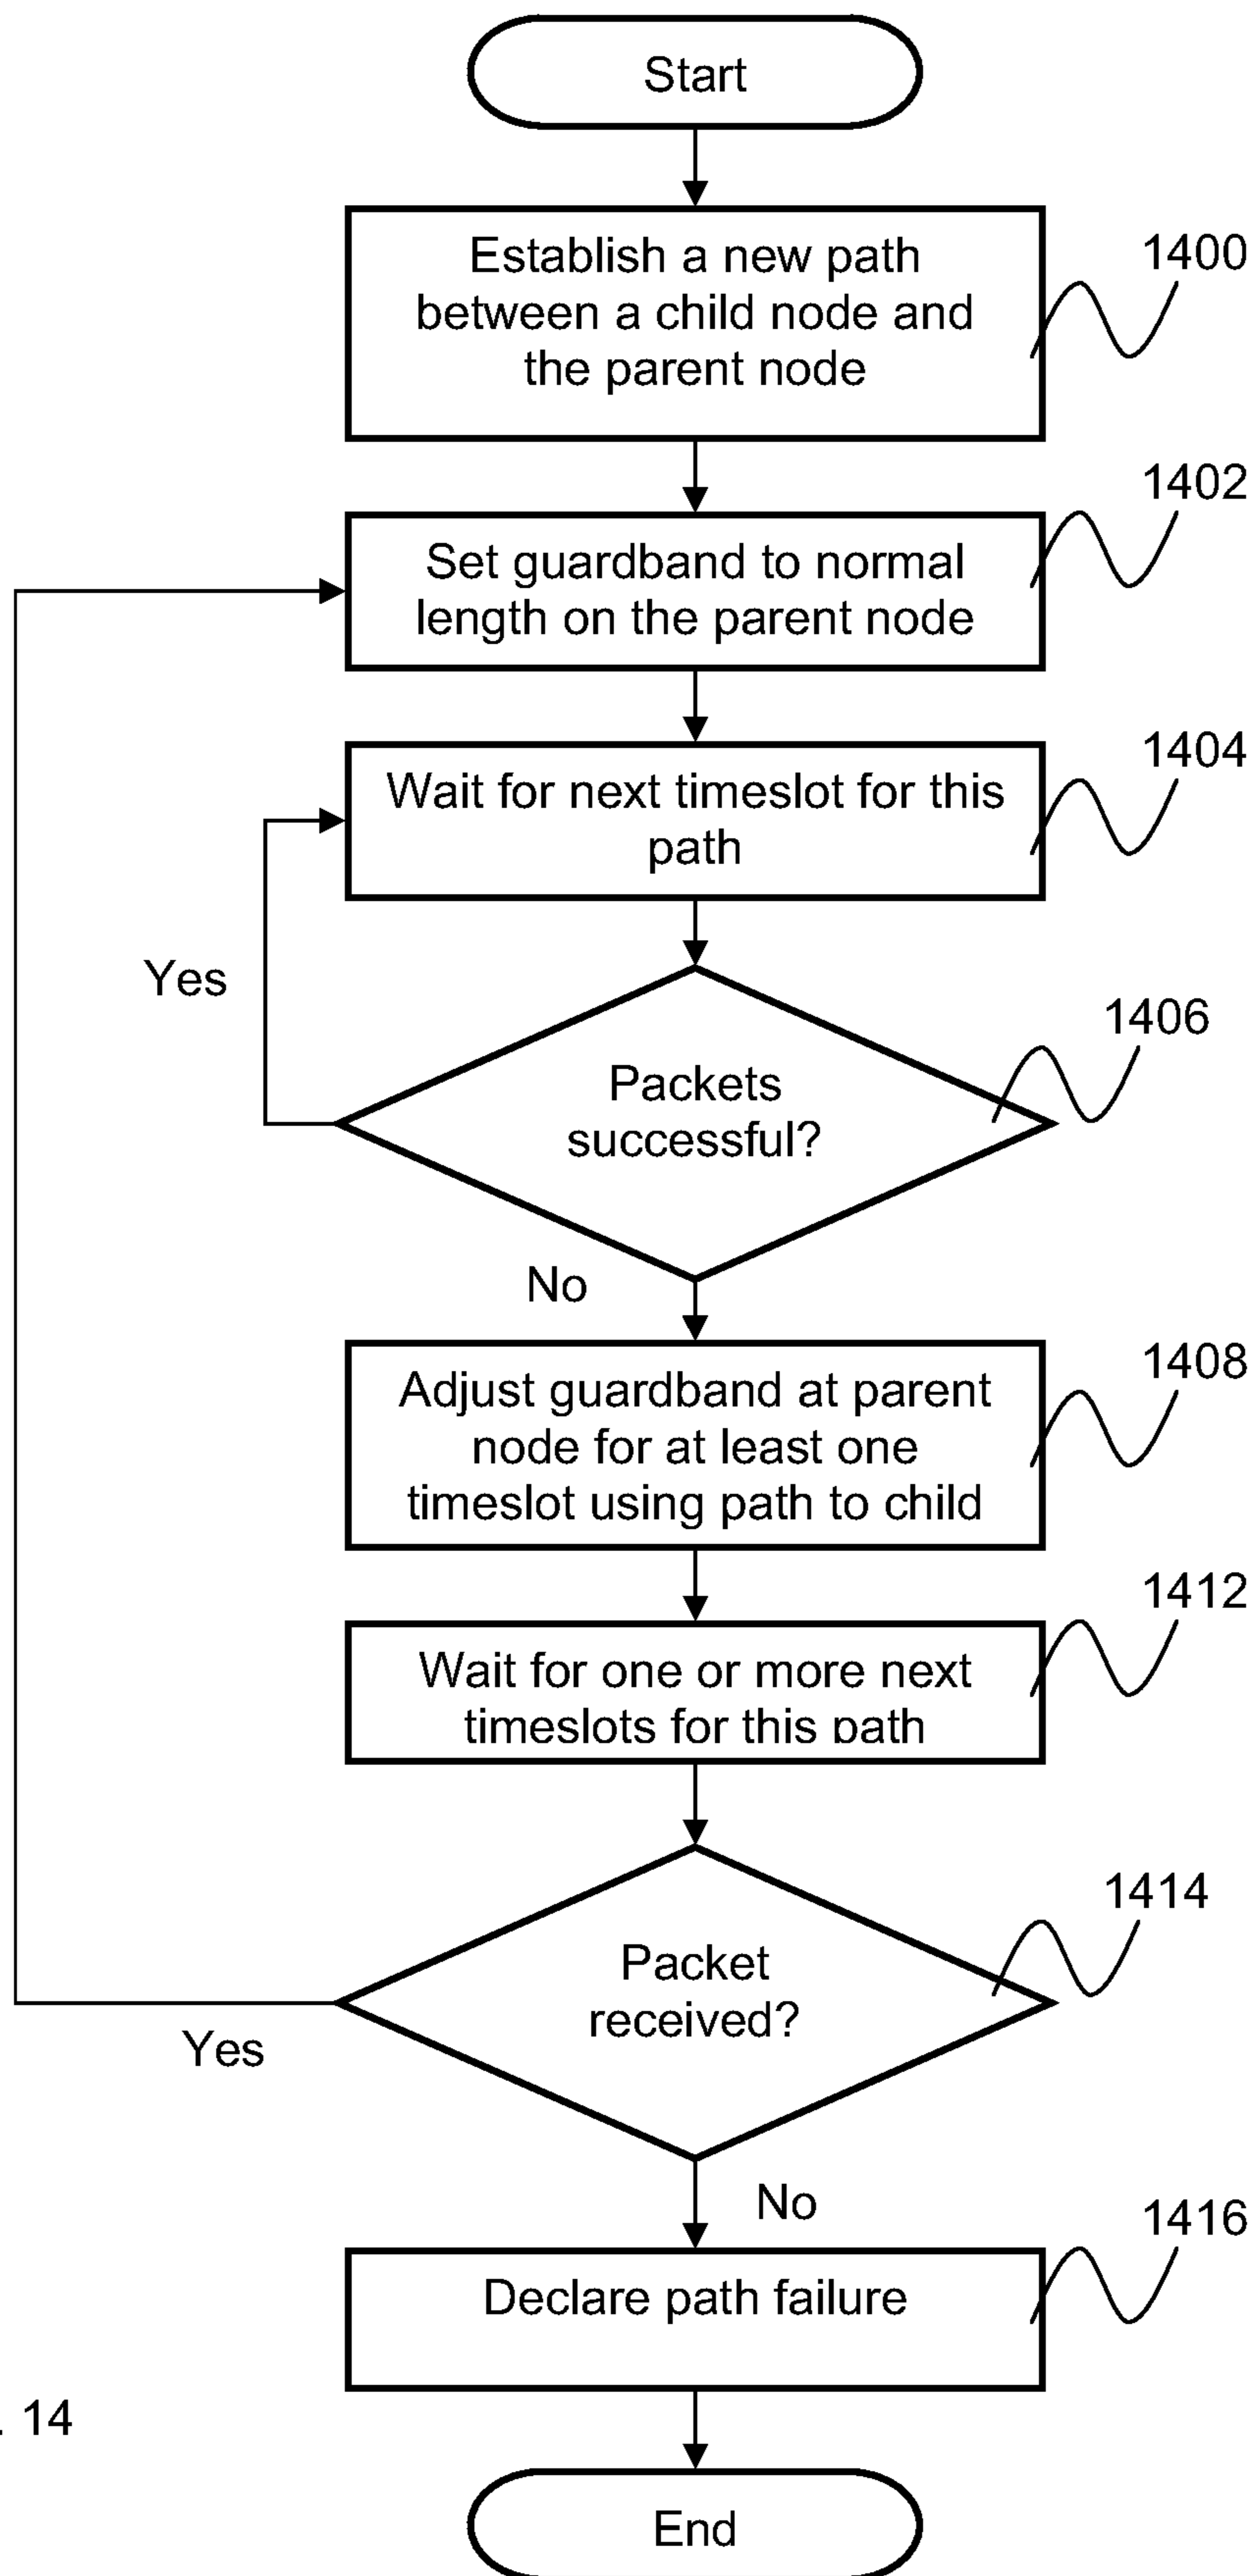 Start
Establish a new path
between a child node and
the parent node
1400
Set guardband to normal
length on the parent node
1402
Wait for next timeslot for this
path
1404
Yes
Packets
successful?
1406
No
Adjust guardband at parent
node for at least one
timeslot using path to child
1408
Wait for one or more next
timeslots for this path
1412
Packet
received?
1414
Yes
No
Declare path failure
1416
. 14
End